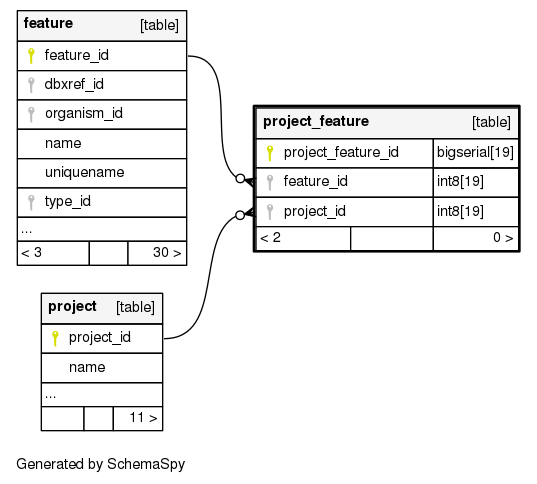 feature [table]
feature_id
dbxref_id
organism_id
name
uniquename
type_id
...
< 3 30 >
project_feature [table]
project_feature_id bigserial[19]
feature_id int8[19]
project_id int8[19]
< 2 0 >
project [table]
project_id
name
...
11 >
Generated by SchemaSpy